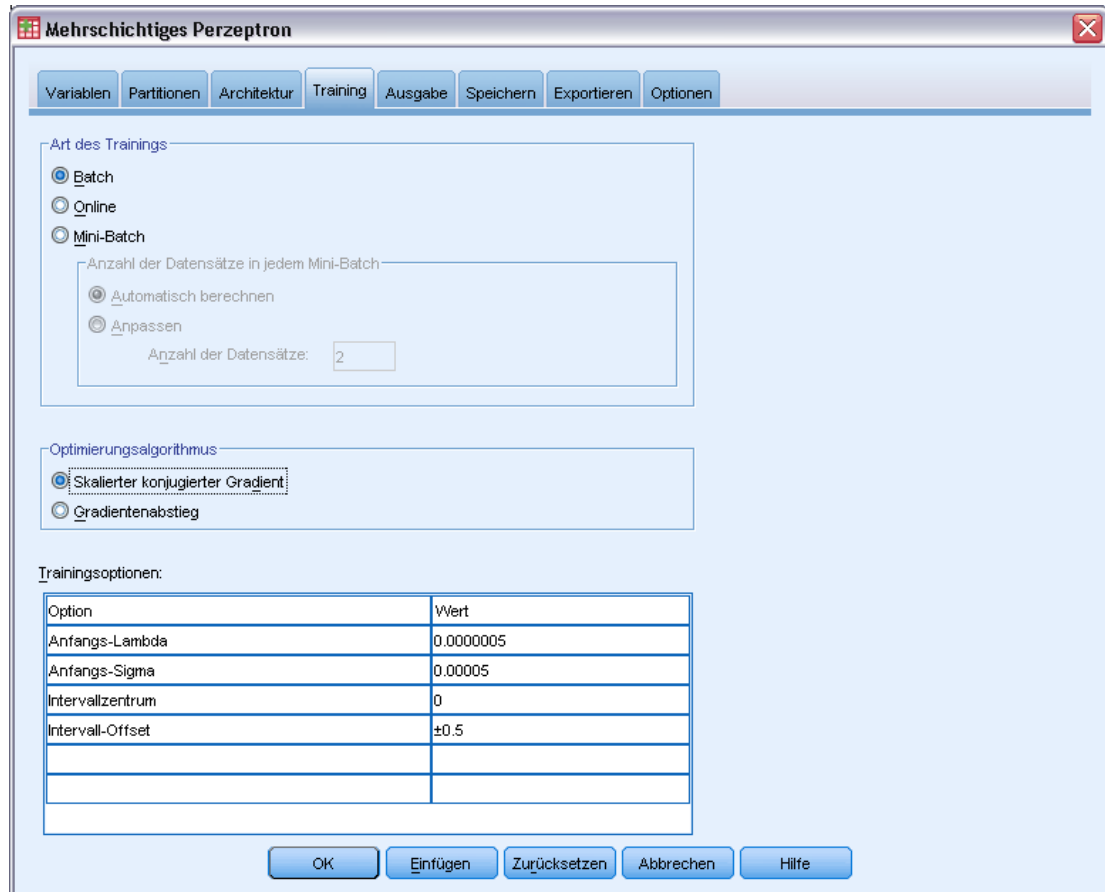 Mehrschichtiges Perzeptron
Variablen Partitionen Architektur Training Ausgabe Speichern Exportieren Optionen
Art des Trainings
Batch
Online
Mini-Batch
Anzahl der Datensätze in jedem Mini-Batch
Automatisch berechnen
Anpassen
Anzahl der Datensätze: 2
Optimierungsalgorithmus
Skalierter konjugierter Gradient
Gradientenabstieg
Trainingsoptionen:
Option Wert
Anfangs-Lambda 0.0000005
Anfangs-Sigma 0.00005
Intervallzentrum 0
Intervall-Offset ±0.5
OK Einfügen Zurücksetzen Abbrechen Hilfe